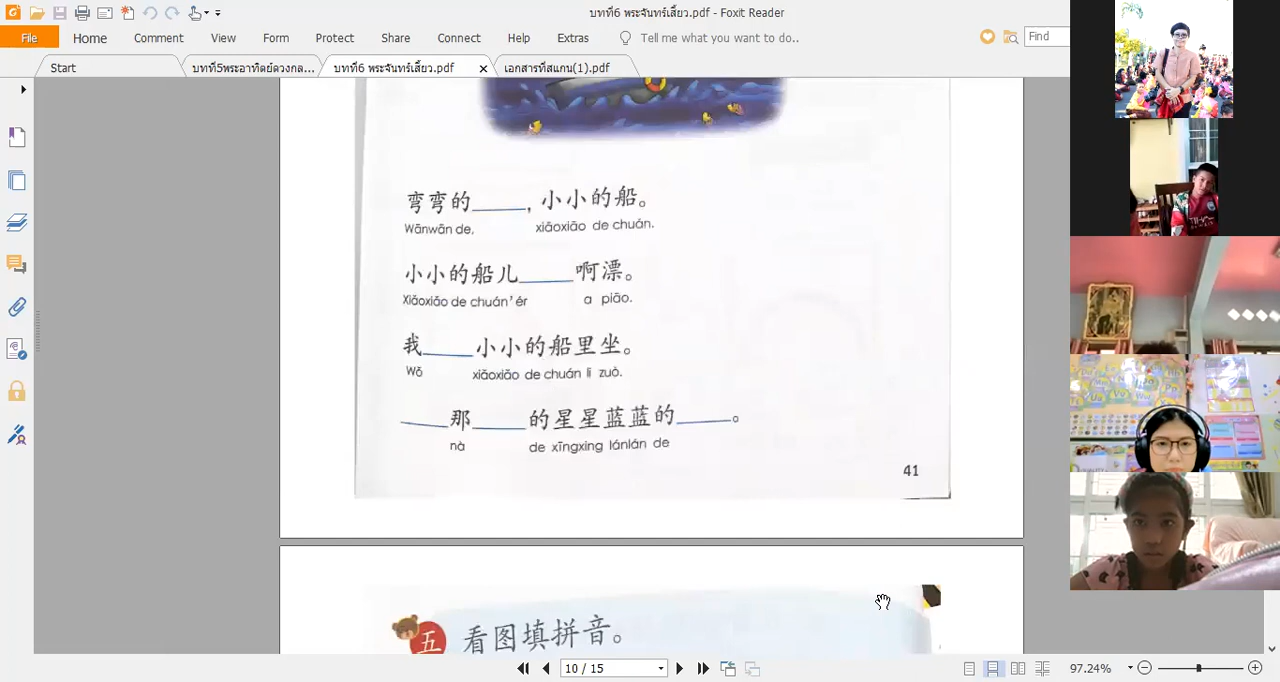 บทที่6 พระจันทร์เสี้ยว.pdf - Foxit Reader
File Home Comment View Form Protect Share Connect Help Extras Tell me what you want to do.. Find
Start บทที่5พระอาทิตย์ดวงกล... บทที่6 พระจันทร์เสี้ยว.pdf เอกสารที่สแกน(1).pdf
弯弯的_____, 小小的船。
Wānwān de, xiǎoxiǎo de chuán.
小小的船儿_____啊漂。
Xiǎoxiǎo de chuán'ér a piāo.
我_____小小的船里坐。
Wǒ xiǎoxiǎo de chuán li zuò.
_____那_____的星星蓝蓝的_____。
nà de xīngxing lánlán de
41
五 看图填拼音。
10 / 15 97.24%